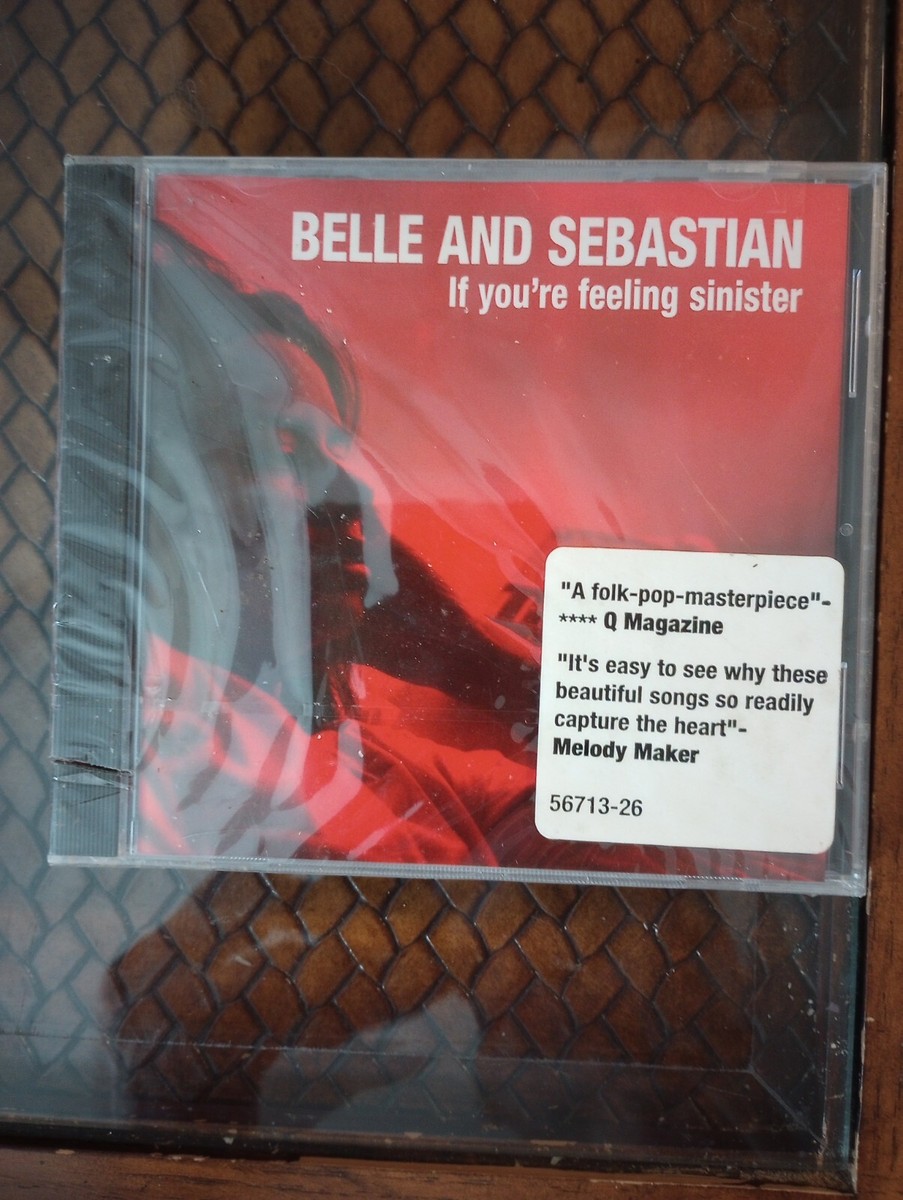 BELLE AND SEBASTIAN
If you're feeling sinister
"A folk-pop-masterpiece"-
**** Q Magazine
"It's easy to see why these
beautiful songs so readily
capture the heart"-
Melody Maker
56713-26